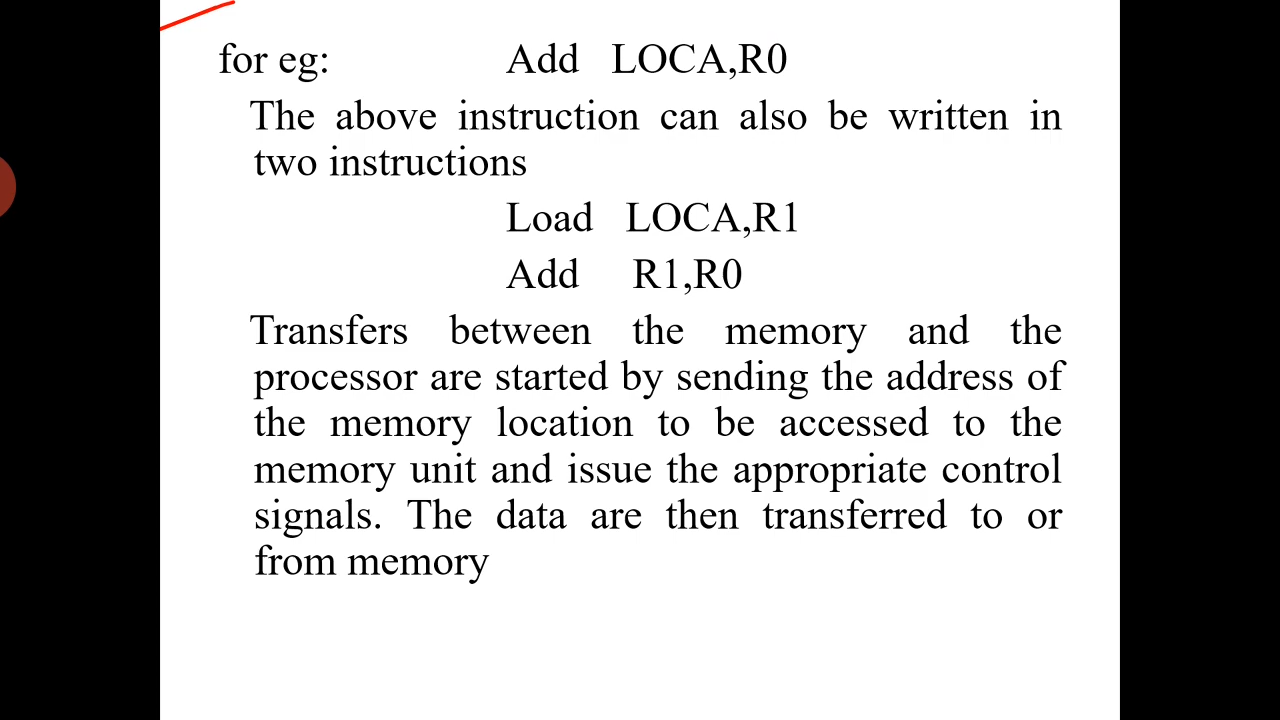 for eg: Add LOCA,R0
The above instruction can also be written in
two instructions
Load LOCA,R1
Add R1,R0
Transfers between the memory and the
processor are started by sending the address of
the memory location to be accessed to the
memory unit and issue the appropriate control
signals. The data are then transferred to or
from memory